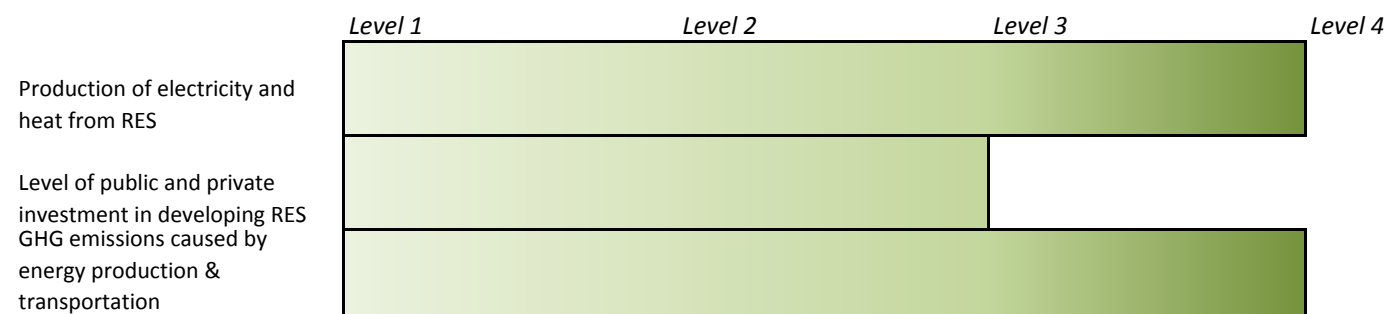 Level 1 Level 2 Level 3 Level 4
Production of electricity and
heat from RES
Level of public and private
investment in developing RES
GHG emissions caused by
energy production &
transportation